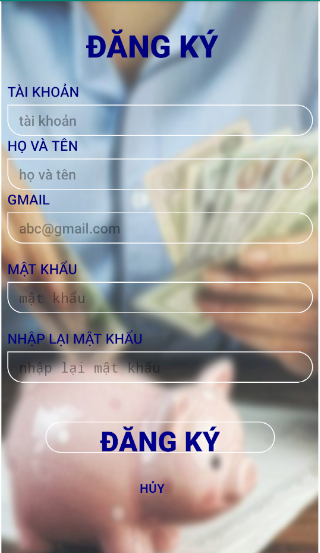 ĐĂNG KÝ
TÀI KHOẢN
tài khoản
HỌ VÀ TÊN
họ và tên
GMAIL
abc@gmail.com
MẬT KHẨU
mật khẩu
NHẬP LẠI MẬT KHẨU
nhập lại mật khẩu
ĐĂNG KÝ
HỦY